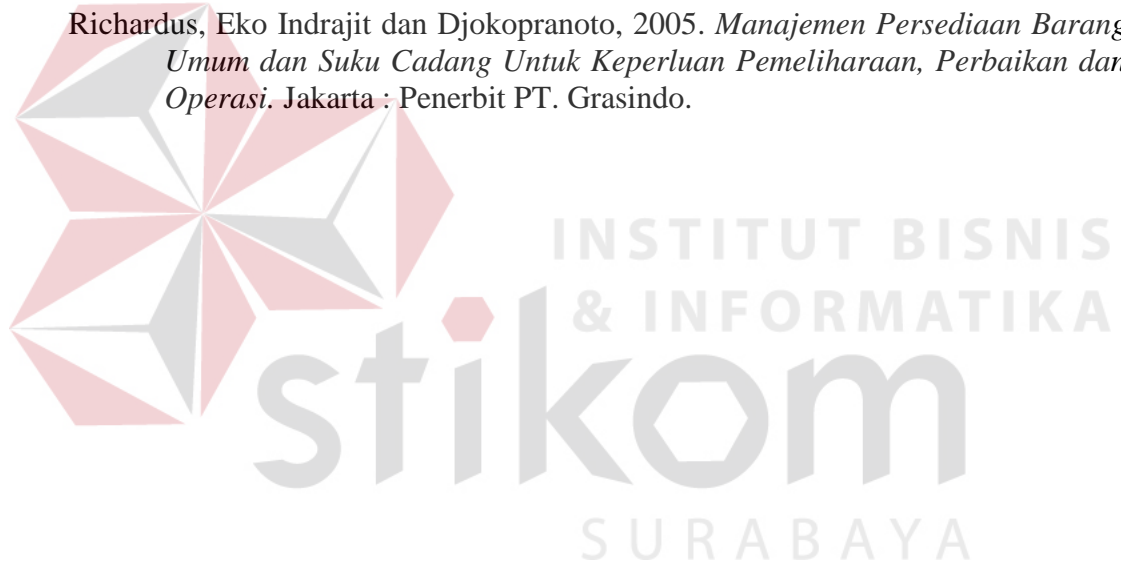 Richardus, Eko Indrajit dan Djokopranoto, 2005. Manajemen Persediaan Barang
Umum dan Suku Cadang Untuk Keperluan Pemeliharaan, Perbaikan dan
Operasi. Jakarta : Penerbit PT. Grasindo.
INSTITUT BISNIS
& INFORMATIKA
stikom
SURABAYA